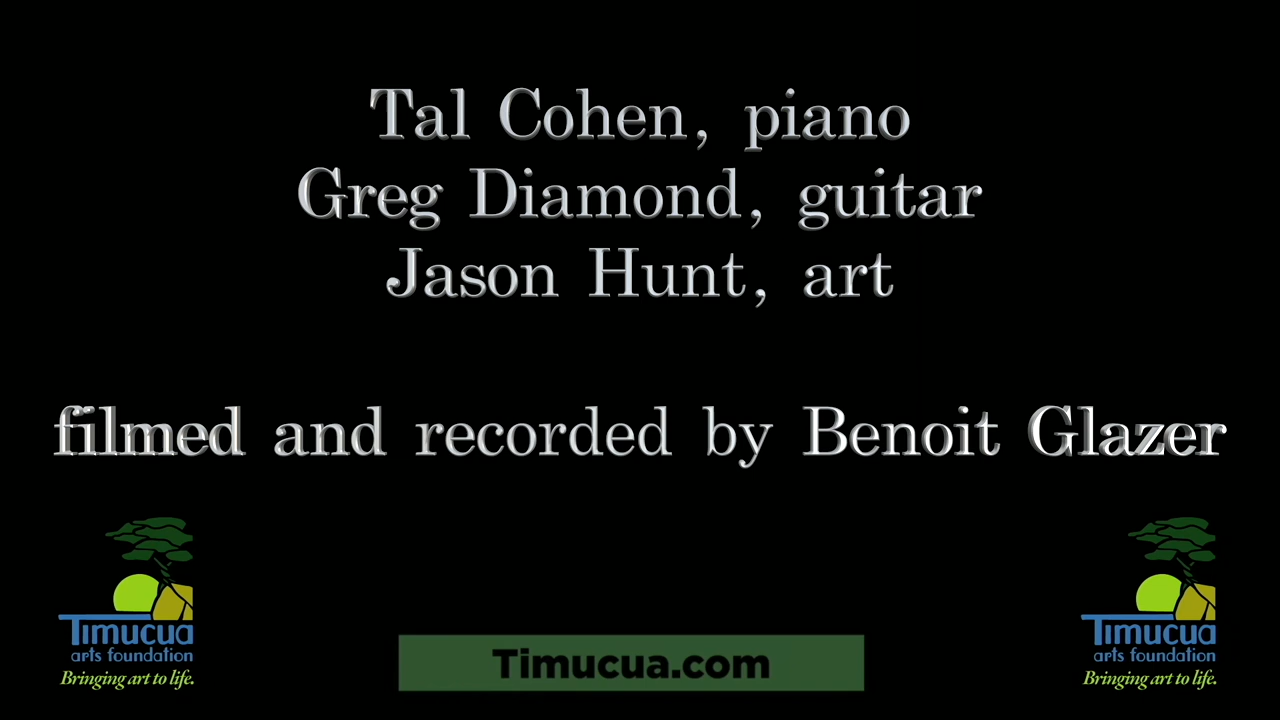 Tal Cohen, piano
Greg Diamond, guitar
Jason Hunt, art
filmed and recorded by Benoit Glazer
Timucua
arts foundation
Bringing art to life.
Timucua
arts foundation
Bringing art to life.
Timucua.com